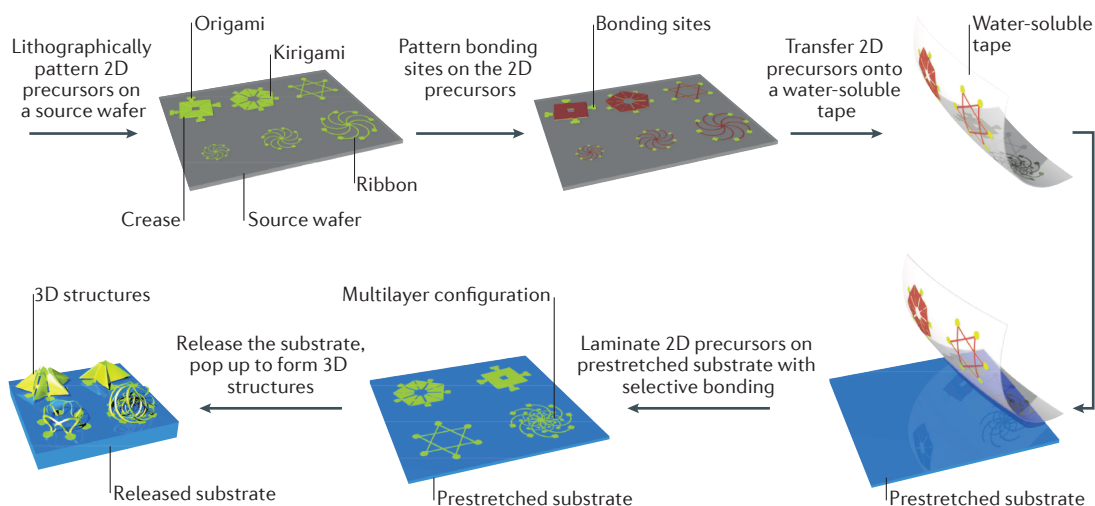 Origami
Kirigami
Lithographically
pattern 2D
precursors on
a source wafer
Ribbon
Crease
Source wafer
Pattern bonding
sites on the 2D
precursors
Bonding sites
Transfer 2D
precursors onto
a water-soluble
tape
Water-soluble
tape
3D structures
Release the substrate,
pop up to form 3D
structures
Released substrate
Multilayer configuration
Prestretched substrate
Laminate 2D precursors on
prestretched substrate with
selective bonding
Prestretched substrate